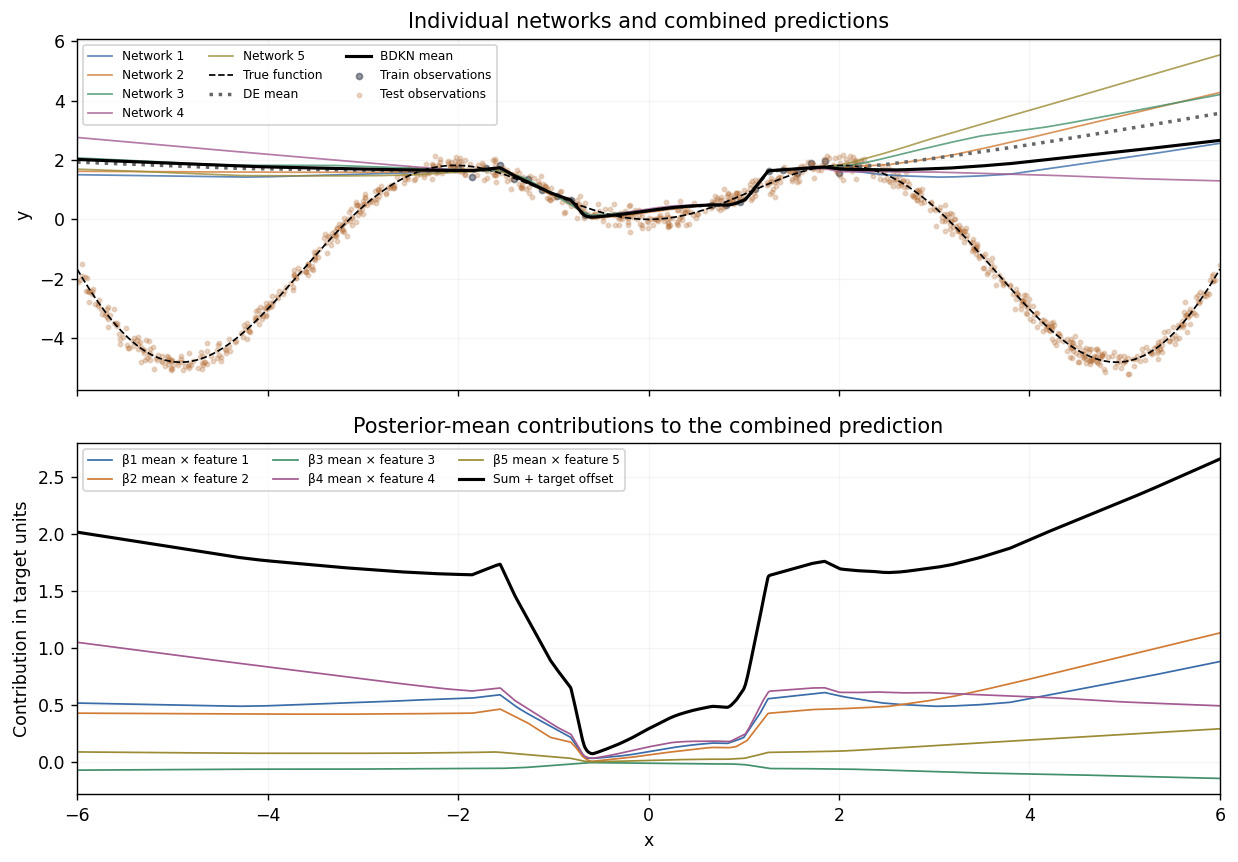 Individual networks and combined predictions
6
4
2
0
−2
−4
y
Network 1
Network 2
Network 3
Network 4
Network 5
True function
DE mean
BDKN mean
Train observations
Test observations
Posterior-mean contributions to the combined prediction
2.5
2.0
1.5
1.0
0.5
0.0
Contribution in target units
β1 mean × feature 1
β2 mean × feature 2
β3 mean × feature 3
β4 mean × feature 4
β5 mean × feature 5
Sum + target offset
−6
−4
−2
0
2
4
6
x